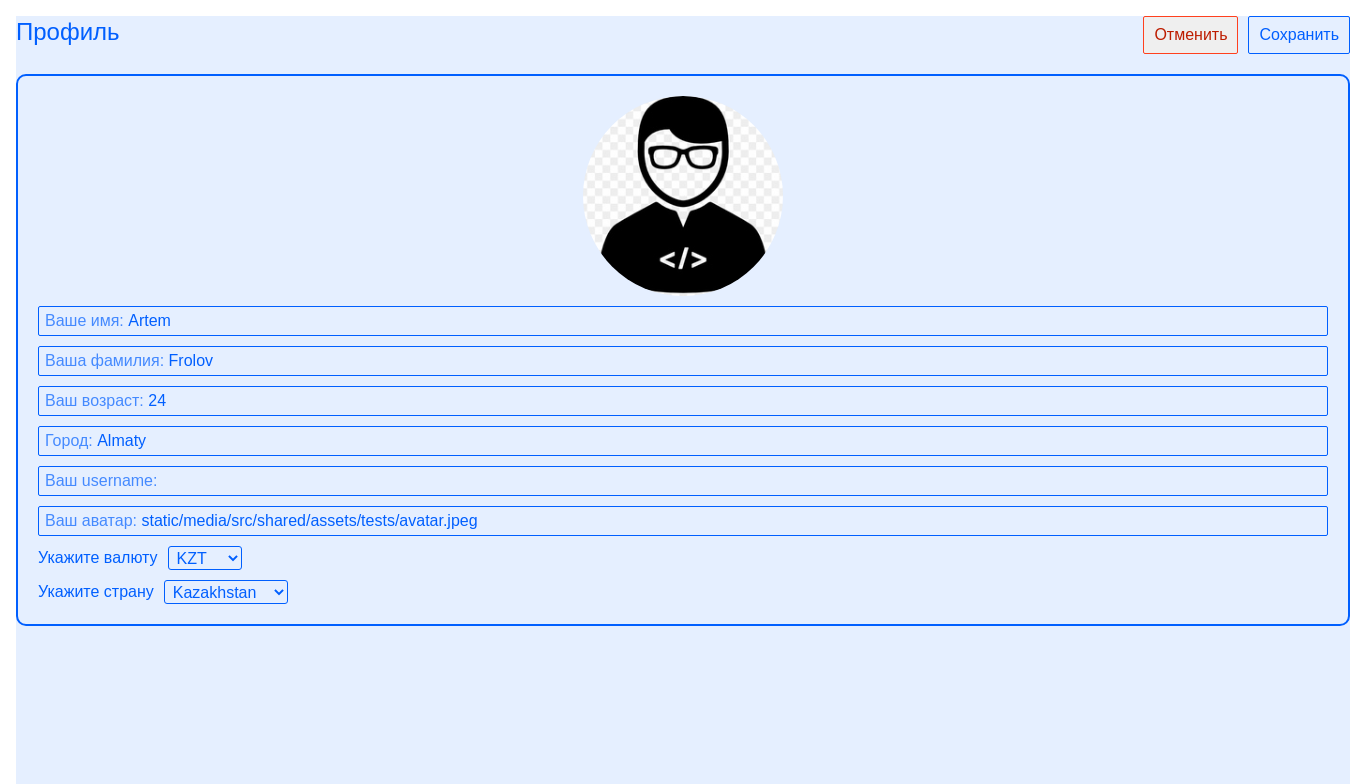 Профиль
Отменить
Сохранить
</>
Ваше имя: Artem
Ваша фамилия: Frolov
Ваш возраст: 24
Город: Almaty
Ваш username:
Ваш аватар: static/media/src/shared/assets/tests/avatar.jpeg
Укажите валюту KZT
Укажите страну Kazakhstan